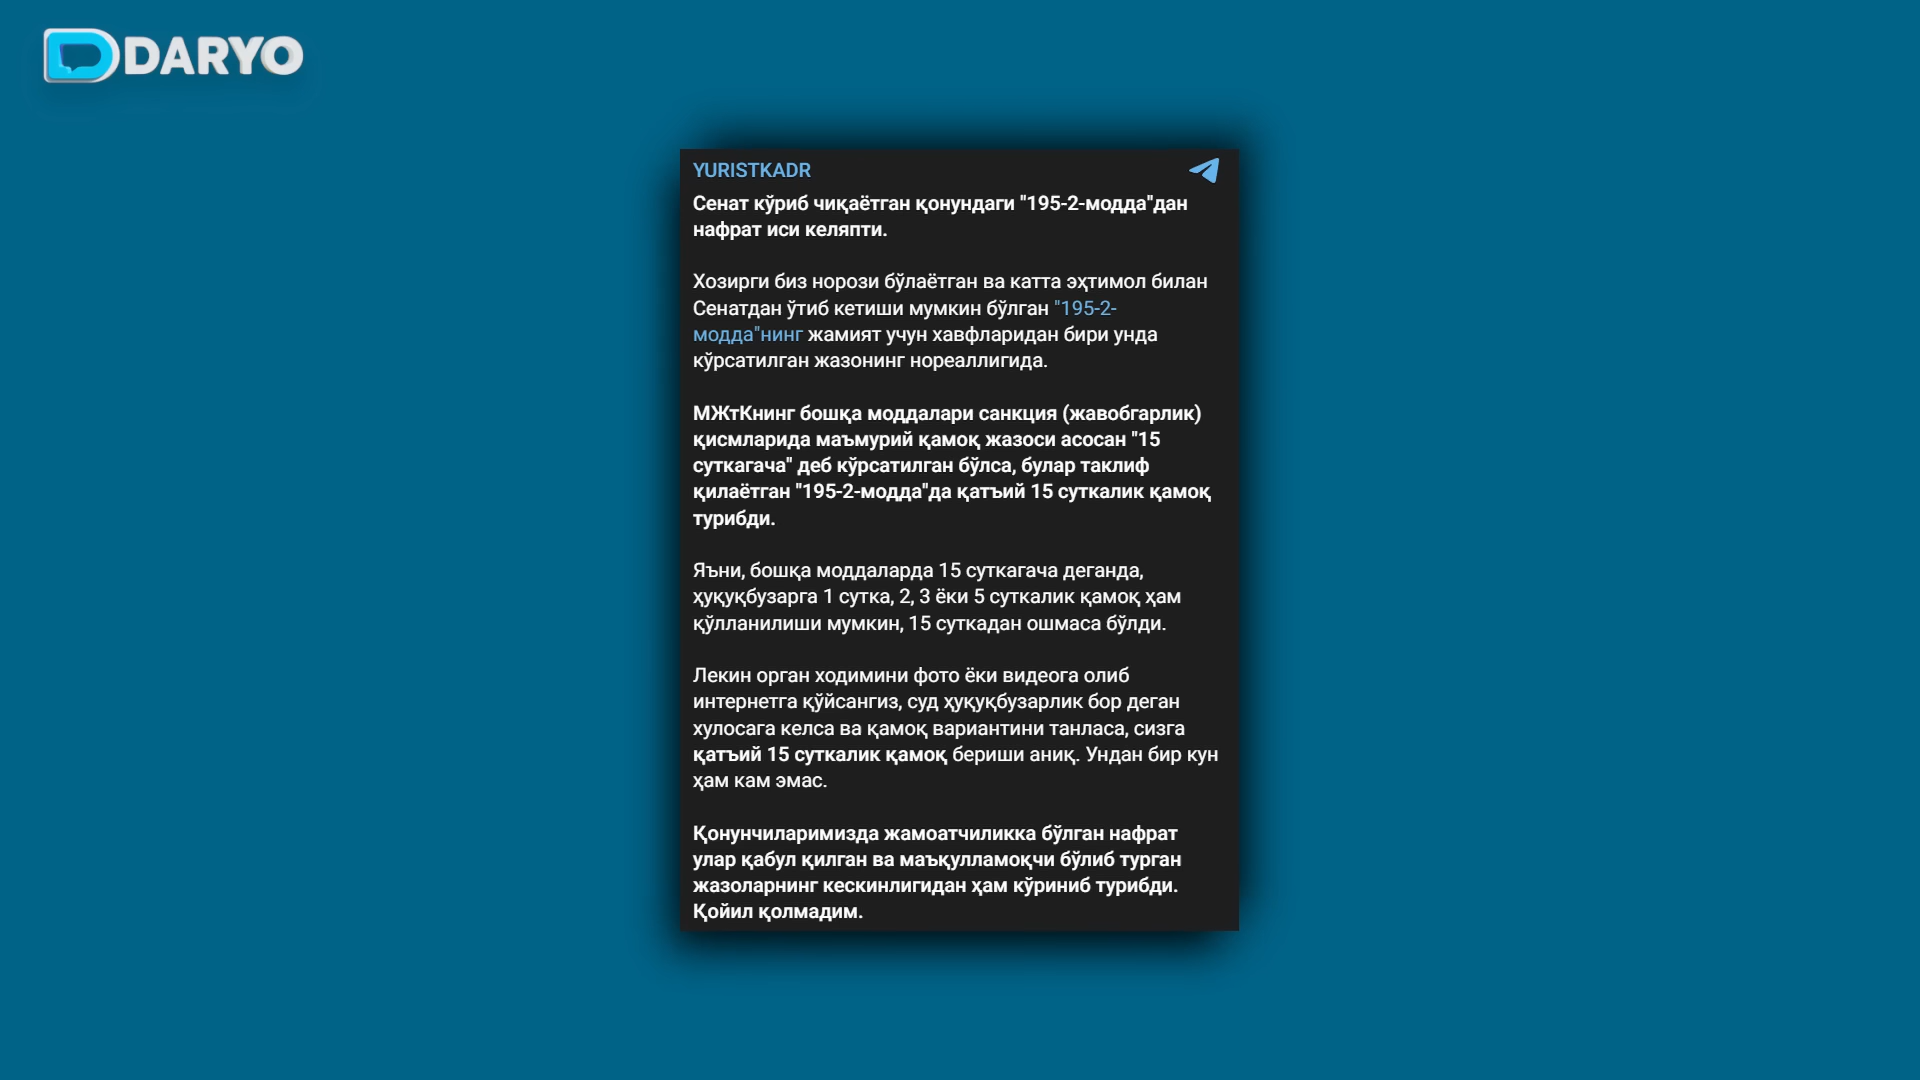 DARYO
YURISTKADR
Сенат кўриб чиқаётган қонундаги "195-2-модда"дан
нафрат иси келяпти.
Хозирги биз норози бўлаётган ва катта эҳтимол билан
Сенатдан ўтиб кетиши мумкин бўлган "195-2-
модда"нинг жамият учун хавфларидан бири унда
кўрсатилган жазонинг нореаллигида.
МЖтКнинг бошқа моддалари санкция (жавобгарлик)
қисмларида маъмурий қамоқ жазоси асосан "15
суткагача" деб кўрсатилган бўлса, булар таклиф
қилаётган "195-2-модда"да қатъий 15 суткалик қамоқ
турибди.
Яъни, бошқа моддаларда 15 суткагача деганда,
ҳуқуқбузарга 1 сутка, 2, 3 ёки 5 суткалик қамоқ ҳам
қўлланилиши мумкин, 15 суткадан ошмаса бўлди.
Лекин орган ходимини фото ёки видеога олиб
интернетга қўйсангиз, суд ҳуқуқбузарлик бор деган
хулосага келса ва қамоқ вариантини танласа, сизга
қатъий 15 суткалик қамоқ бериши аниқ. Ундан бир кун
ҳам кам эмас.
Қонунчиларимизда жамоатчиликка бўлган нафрат
улар қабул қилган ва маъқулламоқчи бўлиб турган
жазоларнинг кескинлигидан ҳам кўриниб турибди.
Қойил қолмадим.